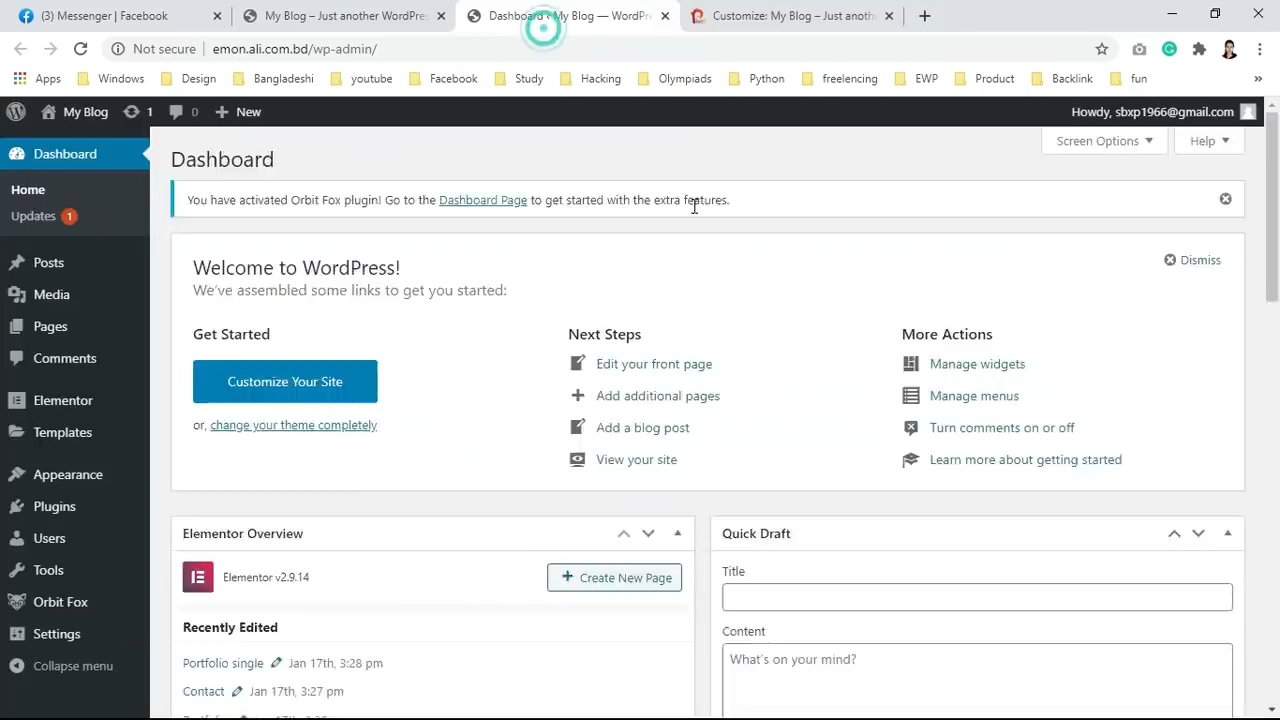 (3) Messenger | Facebook
My Blog – Just another WordPres
Dashboard ‹ My Blog — WordPr
Customize: My Blog – Just anoth
Not secure | emon.ali.com.bd/wp-admin/
Apps Windows Design Bangladeshi youtube Facebook Study Hacking Olympiads Python freelencing EWP Product Backlink fun
My Blog 1 0 New Howdy, sbxp1966@gmail.com
Screen Options Help
Dashboard
Home
Updates 1
Posts
Media
Pages
Comments
Elementor
Templates
Appearance
Plugins
Users
Tools
Orbit Fox
Settings
Collapse menu
Dashboard
You have activated Orbit Fox plugin! Go to the Dashboard Page to get started with the extra features.
Welcome to WordPress!
Dismiss
We've assembled some links to get you started:
Get Started
Customize Your Site
or, change your theme completely
Next Steps
Edit your front page
Add additional pages
Add a blog post
View your site
More Actions
Manage widgets
Manage menus
Turn comments on or off
Learn more about getting started
Elementor Overview
Elementor v2.9.14
Create New Page
Recently Edited
Portfolio single Jan 17th, 3:28 pm
Contact Jan 17th, 3:27 pm
Quick Draft
Title
Content
What's on your mind?